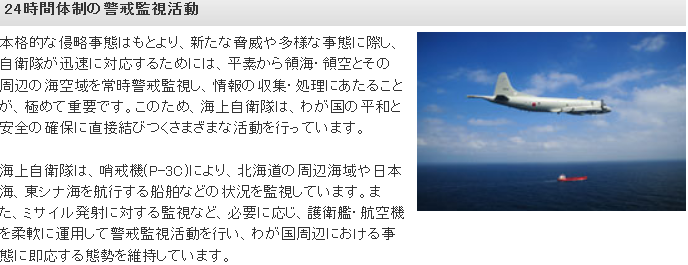 24時間体制の警戒監視活動
本格的な侵略事態はもとより、新たな脅威や多様な事態に際し、
自衛隊が迅速に対応するためには、平素から領海・領空とその
周辺の海空域を常時警戒監視し、情報の収集・処理にあたること
が、極めて重要です。このため、海上自衛隊は、わが国の平和と
安全の確保に直接結びつくさまざまな活動を行っています。
海上自衛隊は、哨戒機(P-3C)により、北海道の周辺海域や日本
海、東シナ海を航行する船舶などの状況を監視しています。ま
た、ミサイル発射に対する監視など、必要に応じ、護衛艦・航空機
を柔軟に運用して警戒監視活動を行い、わが国周辺における事
態に即応する態勢を維持しています。